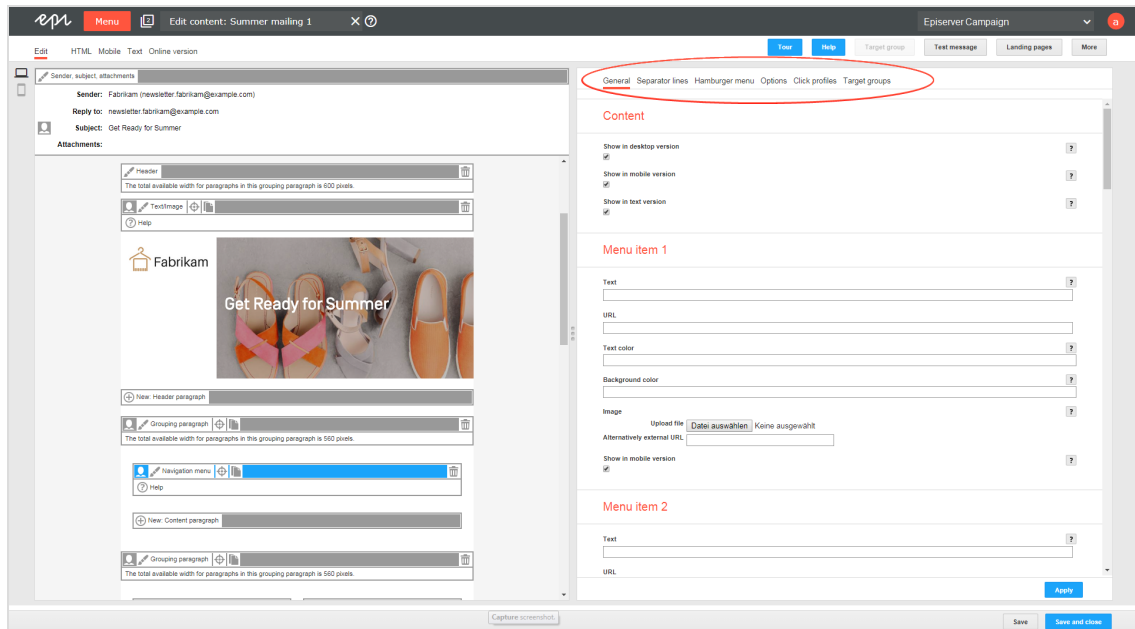 epi Menu 2 Edit content: Summer mailing 1 X ? Episerver Campaign a
Edit HTML Mobile Text Online version Tour Help Target group Text message Landing pages More
Sender, subject, attachments
Sender: Fabrikam (newsletter.fabrikam@example.com)
Reply to: newsletter.fabrikam@example.com
Subject: Get Ready for Summer
Attachments:
Header
The total available width for paragraphs in this grouping paragraph is 600 pixels.
Text/Image
? Help
Fabrikam
Get Ready for Summer
New: Header paragraph
Grouping paragraph
The total available width for paragraphs in this grouping paragraph is 560 pixels.
Navigation menu
? Help
New: Content paragraph
Grouping paragraph
The total available width for paragraphs in this grouping paragraph is 560 pixels.
General Separator lines Hamburger menu Options Click profiles Target groups
Content
Show in desktop version ?
Show in mobile version ?
Show in text version ?
Menu item 1
Text ?
URL
Text color ?
Background color ?
Image ?
Upload file Datei auswählen Keine ausgewählt
Alternatively external URL
Show in mobile version ?
Menu item 2
Text ?
URL
Apply
Capture screenshot.
Save Save and close